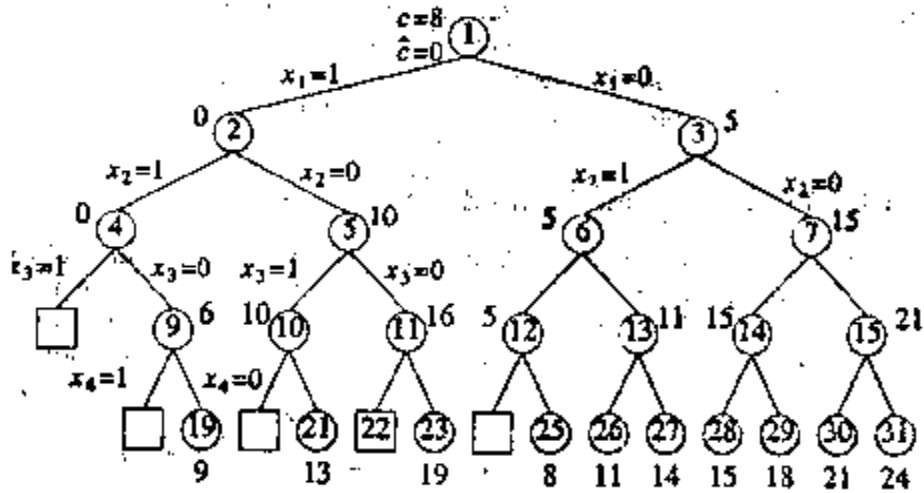 c=8
ĉ=0
1
x₁=1
x₁=0
0 2
3 5
x₂=1
x₂=0
x₂=1
x₂=0
0 4
5 10
5 6
7 15
x₃=1
x₃=0
x₃=1
x₃=0
9 6
10 10
11 16
5 12
13 11
15 14
15 21
x₄=1
x₄=0
19 21 22 23 25 26 27 28 29 30 31
9 13 19 8 11 14 15 18 21 24